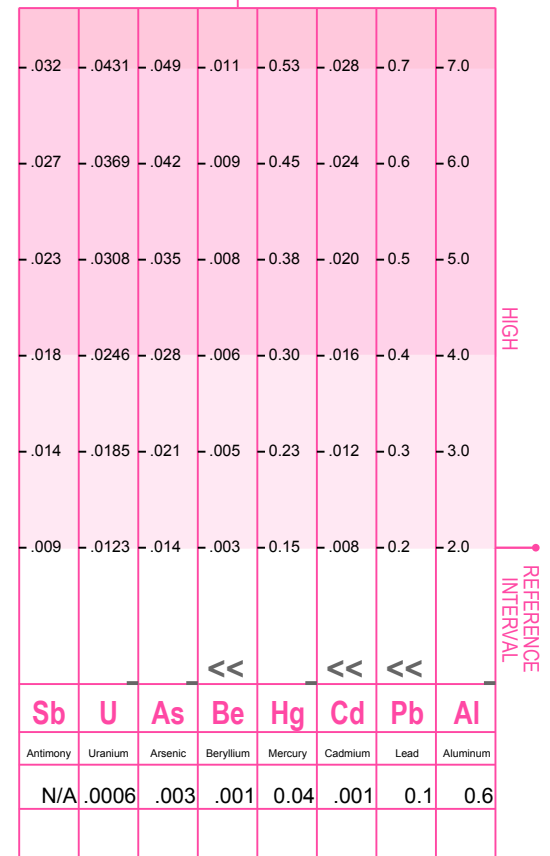 .032 .0431 .049 .011 0.53 .028 0.7 7.0
.027 .0369 .042 .009 0.45 .024 0.6 6.0
.023 .0308 .035 .008 0.38 .020 0.5 5.0
HIGH
.018 .0246 .028 .006 0.30 .016 0.4 4.0
.014 .0185 .021 .005 0.23 .012 0.3 3.0
.009 .0123 .014 .003 0.15 .008 0.2 2.0
REFERENCE
INTERVAL
<< << <<
Sb U As Be Hg Cd Pb Al
Antimony Uranium Arsenic Beryllium Mercury Cadmium Lead Aluminum
N/A .0006 .003 .001 0.04 .001 0.1 0.6